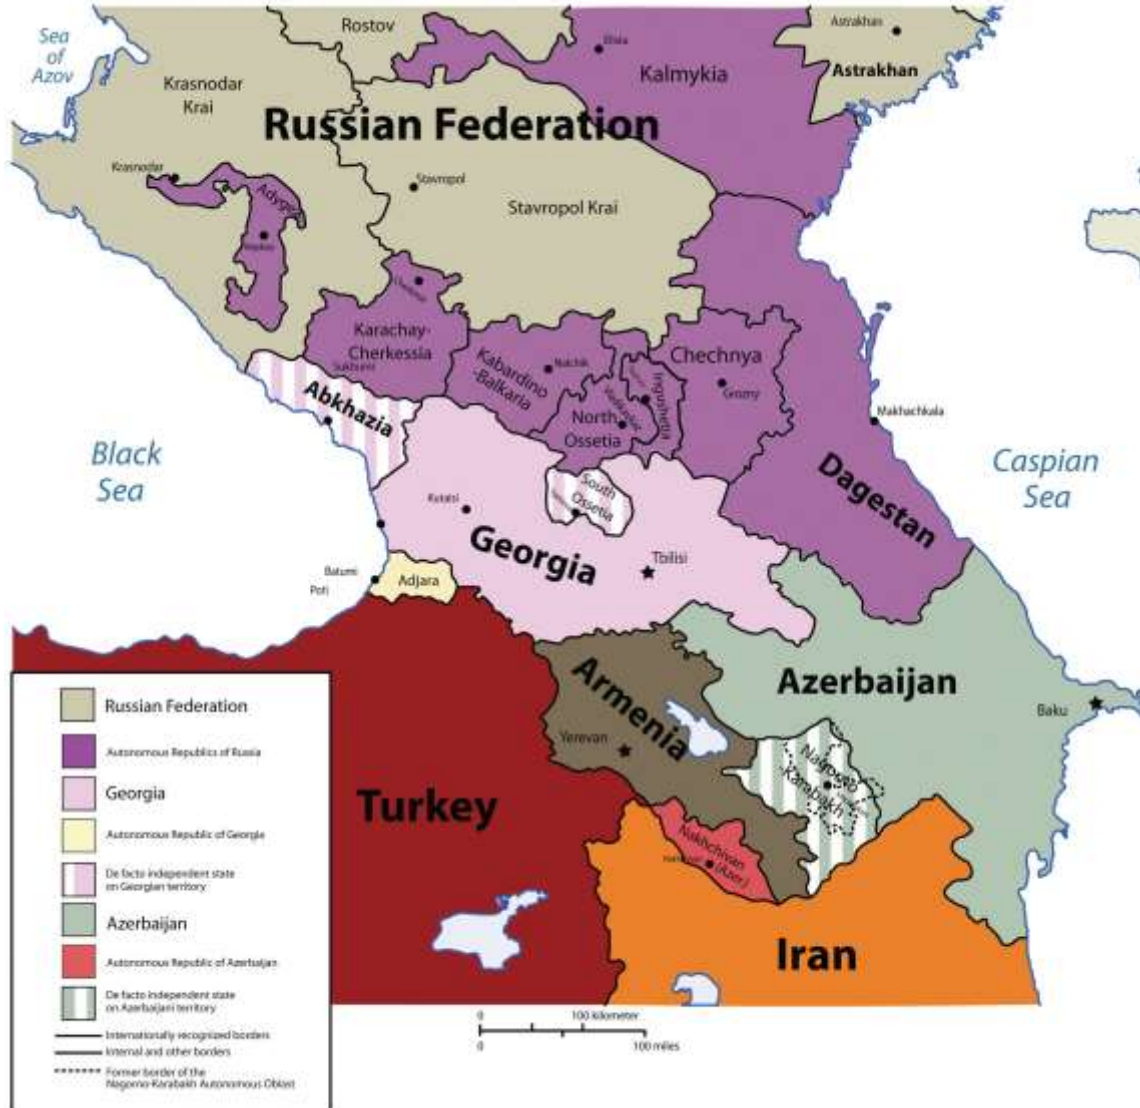 Sea
of
Azov
Rostov
Elista
Astrakhan
Kalmykia
Astrakhan
Krasnodar
Krai
Russian Federation
Krasnodar
Stavropol
Adygea
Stavropol Krai
Karachay-
Cherkessia
Sukhumi
Kabardino
-Balkaria
Nalchik
Chechnya
Ingushetia
Grozny
Abkhazia
North
Ossetia
Makhachkala
Black
Sea
Caspian
Sea
Dagestan
South
Ossetia
Kutaisi
Georgia
Tbilisi
Batumi
Poti
Adjara
Armenia
Azerbaijan
Baku
Yerevan
Nagorno
-Karabakh
Turkey
Nakhchivan
(Azer)
Iran
Russian Federation
Autonomous Republics of Russia
Georgia
Autonomous Republic of Georgia
De facto independent state
on Georgian territory
Azerbaijan
Autonomous Republic of Azerbaijan
De facto independent state
on Azerbaijani territory
Internationally recognized borders
Internal and other borders
Former border of the
Nagorno-Karabakh Autonomous Oblast
0 100 kilometer
0 100 miles